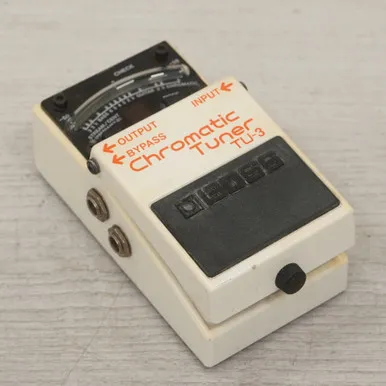 CHECK
INPUT
OUTPUT
BYPASS
Chromatic
Tuner
TU-3
BOSS